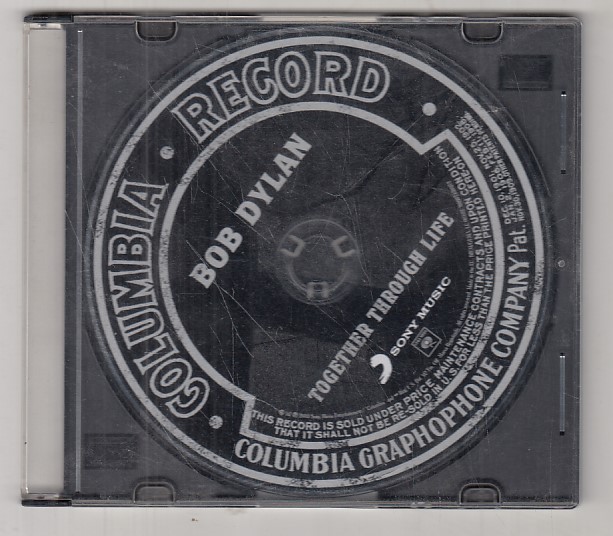 COLUMBIA RECORD
BOB DYLAN
TOGETHER THROUGH LIFE
SONY MUSIC
THIS RECORD IS SOLD UNDER PRICE MAINTENANCE CONTRACTS AND UPON CONDITION
THAT IT SHALL NOT BE RE-SOLD IN U.S. FOR LESS THAN THE PRICE PRINTED HEREON
COLUMBIA GRAPHOPHONE COMPANY Pat.